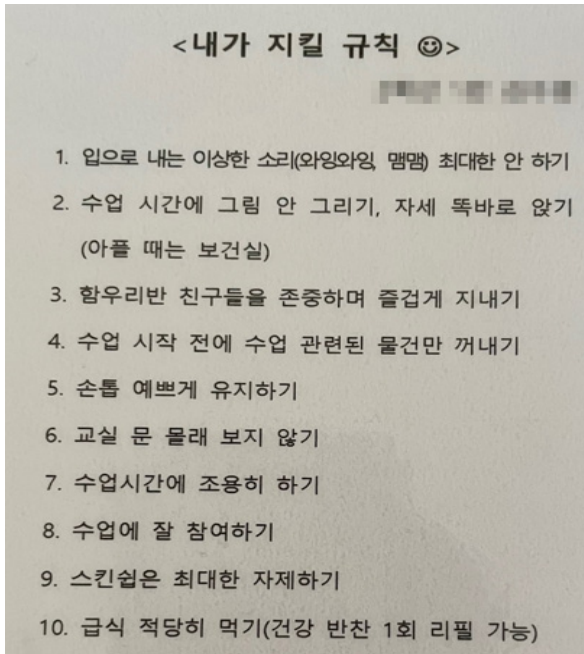 <내가 지킬 규칙 ☺>
1. 입으로 내는 이상한 소리(와잉와잉, 맴맴) 최대한 안 하기
2. 수업 시간에 그림 안 그리기, 자세 똑바로 앉기
(아플 때는 보건실)
3. 함우리반 친구들을 존중하며 즐겁게 지내기
4. 수업 시작 전에 수업 관련된 물건만 꺼내기
5. 손톱 예쁘게 유지하기
6. 교실 문 몰래 보지 않기
7. 수업시간에 조용히 하기
8. 수업에 잘 참여하기
9. 스킨쉽은 최대한 자제하기
10. 급식 적당히 먹기(건강 반찬 1회 리필 가능)